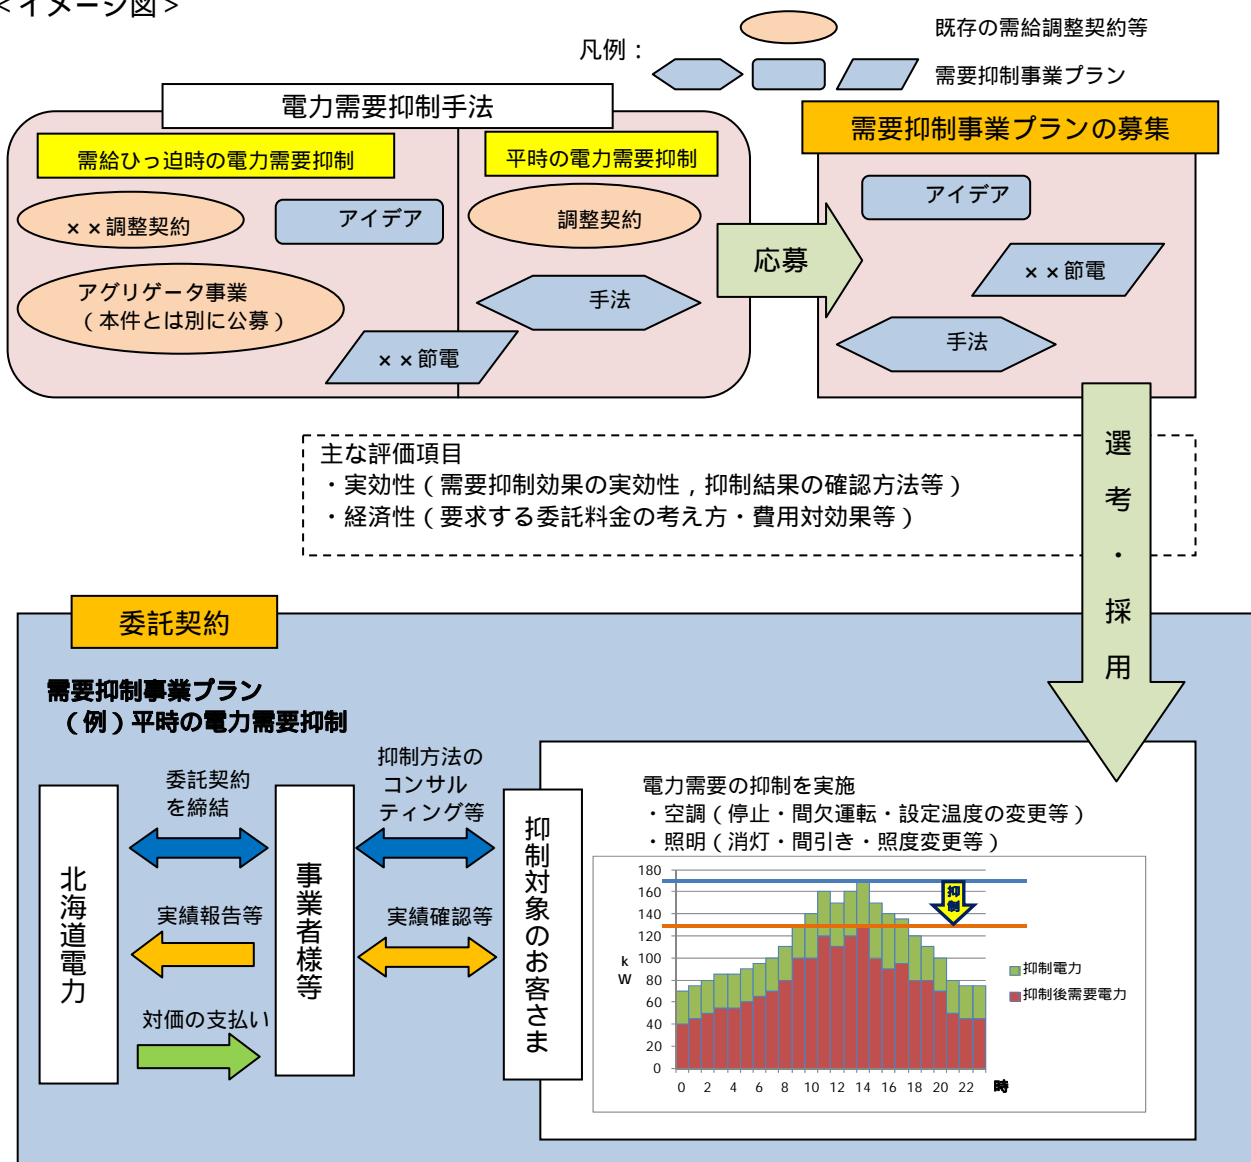 ＜イメージ図＞
凡例：
既存の需給調整契約等
需要抑制事業プラン
電力需要抑制手法
需給ひっ迫時の電力需要抑制
平時の電力需要抑制
××調整契約
アイデア
調整契約
アグリゲータ事業
（本件とは別に公募）
手法
××節電
応募
需要抑制事業プランの募集
アイデア
××節電
手法
選考・採用
主な評価項目
・実効性（需要抑制効果の実効性，抑制結果の確認方法等）
・経済性（要求する委託料金の考え方・費用対効果等）
委託契約
需要抑制事業プラン
（例）平時の電力需要抑制
北海道電力
委託契約
を締結
実績報告等
対価の支払い
事業者様等
抑制方法の
コンサル
ティング等
実績確認等
抑制対象のお客さま
電力需要の抑制を実施
・空調（停止・間欠運転・設定温度の変更等）
・照明（消灯・間引き・照度変更等）
180
160
140
120
100
80
60
40
20
0
kW
抑制
抑制電力
抑制後需要電力
0 2 4 6 8 10 12 14 16 18 20 22 時